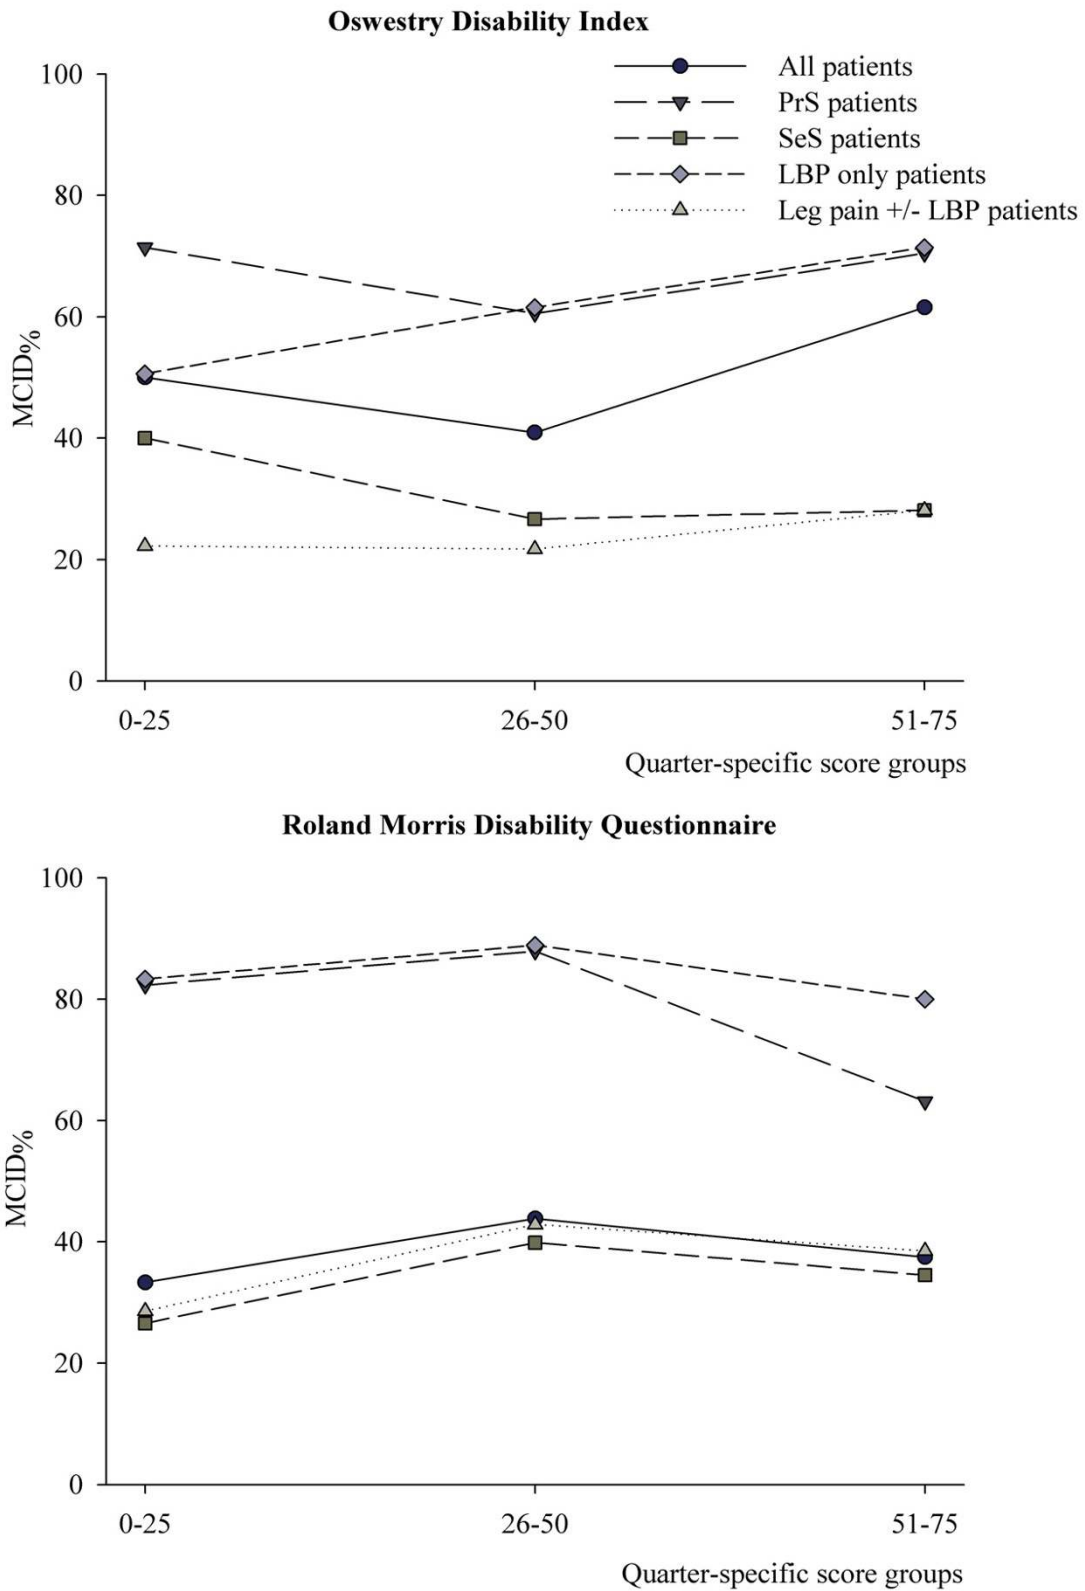 Oswestry Disability Index
100
All patients
PrS patients
SeS patients
80
LBP only patients
Leg pain +/- LBP patients
60
MCID%
40
20
0
0-25 26-50 51-75
Quarter-specific score groups
Roland Morris Disability Questionnaire
100
80
60
MCID%
40
20
0
0-25 26-50 51-75
Quarter-specific score groups